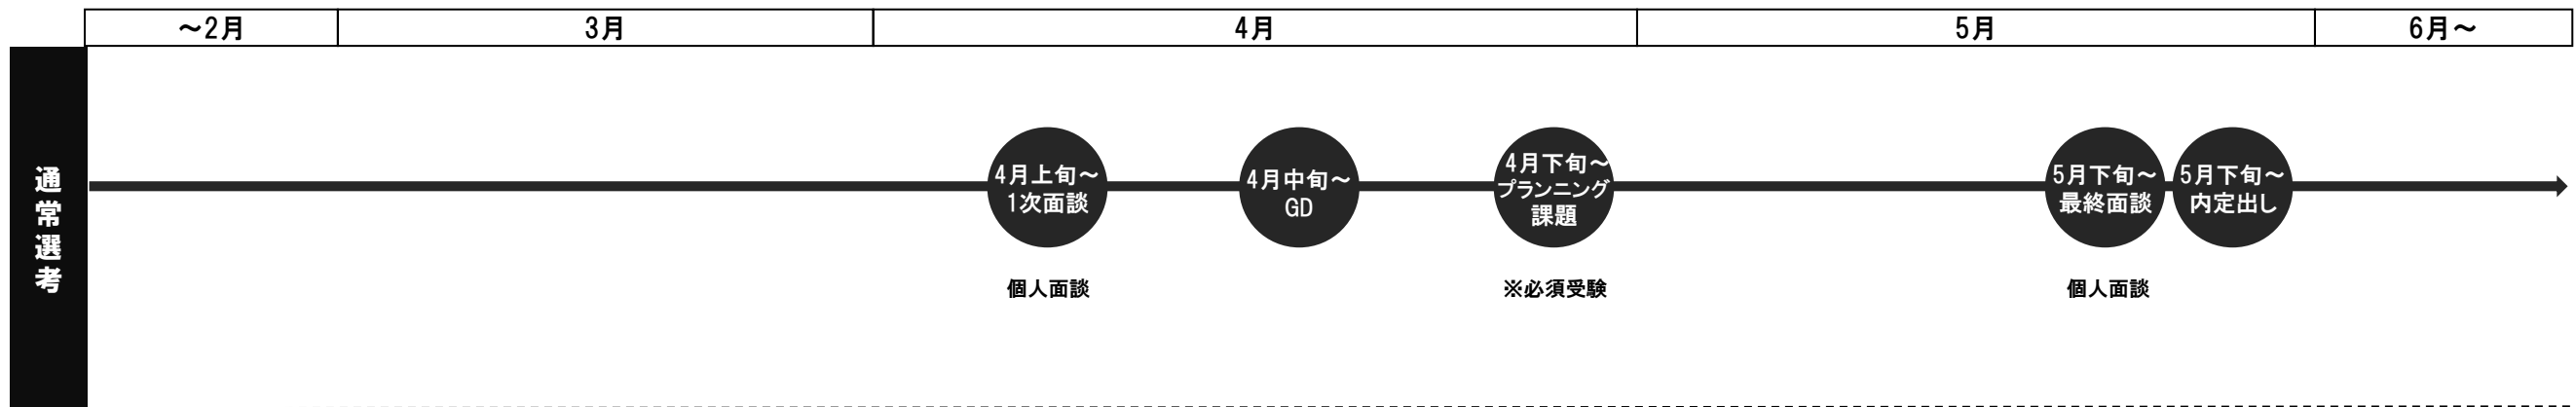 ～2月
3月
4月
5月
6月～
通常選考
4月上旬～
1次面談
4月中旬～
GD
4月下旬～
プランニング
課題
5月下旬～
最終面談
5月下旬～
内定出し
個人面談
※必須受験
個人面談